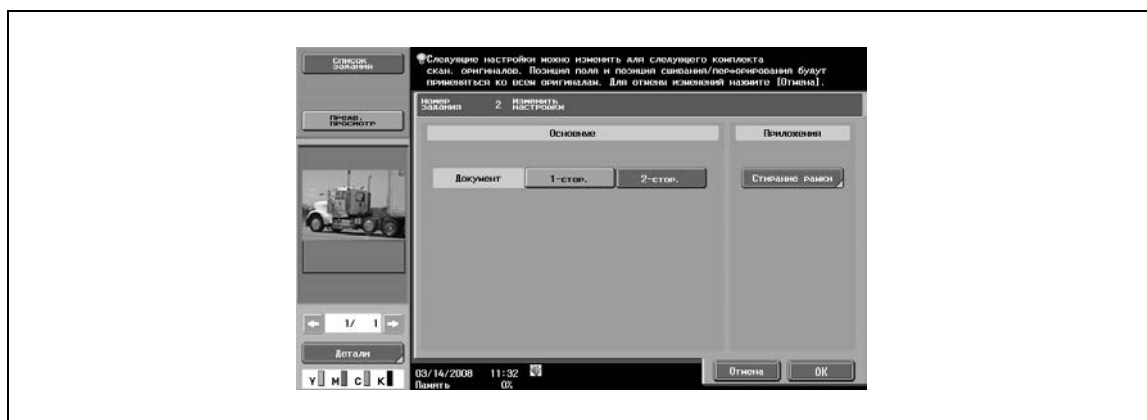 Список
задания
Предв.
просмотр
1/ 1
Детали
Y M C K
Следующие настройки можно изменить для следующего комплекта
скан. оригиналов. Позиция поля и позиция сшивания/перфорирования будут
применяться ко всем оригиналам. Для отмены изменений нажмите [Отмена].
Номер
задания
2
Изменить
настройки
Основные
Приложения
Документ
1-стор.
2-стор.
Стирание рамки
03/14/2008 11:32
Память 0%
Отмена
OK